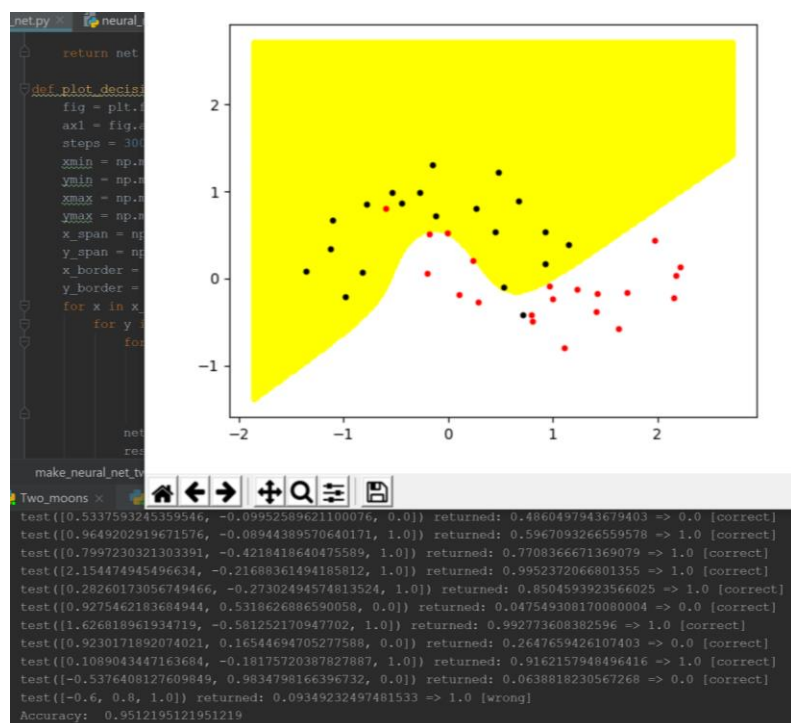 _net.py × neural_
return net
def plot_decisi
fig = plt.f
ax1 = fig.a
steps = 300
xmin = np.m
ymin = np.m
xmax = np.m
ymax = np.m
x_span = np
y_span = np
x_border =
y_border =
for x in x_
for y i
for
net
res
2
1
0
−1
−2 −1 0 1 2
make_neural_net_tw
Two_moons ×
test([0.5337593245359546, -0.09952589621100076, 0.0]) returned: 0.4860497943679403 => 0.0 [correct]
test([0.9649202919671576, -0.08944389570640171, 1.0]) returned: 0.5967093266559578 => 1.0 [correct]
test([0.7997230321303391, -0.4218418640475589, 1.0]) returned: 0.7708366671369079 => 1.0 [correct]
test([2.154474945496634, -0.21688361494185812, 1.0]) returned: 0.9952372066801355 => 1.0 [correct]
test([0.28260173056749466, -0.27302494574813524, 1.0]) returned: 0.8504593923566025 => 1.0 [correct]
test([0.9275462183684944, 0.5318626886590058, 0.0]) returned: 0.047549308170080004 => 0.0 [correct]
test([1.626818961934719, -0.581252170947702, 1.0]) returned: 0.992773608382596 => 1.0 [correct]
test([0.9230171892074021, 0.16544694705277588, 0.0]) returned: 0.2647659426107403 => 0.0 [correct]
test([0.1089043447163684, -0.18175720387827887, 1.0]) returned: 0.9162157948496416 => 1.0 [correct]
test([-0.5376408127609849, 0.9834798166396732, 0.0]) returned: 0.0638818230567268 => 0.0 [correct]
test([-0.6, 0.8, 1.0]) returned: 0.09349232497481533 => 1.0 [wrong]
Accuracy: 0.9512195121951219